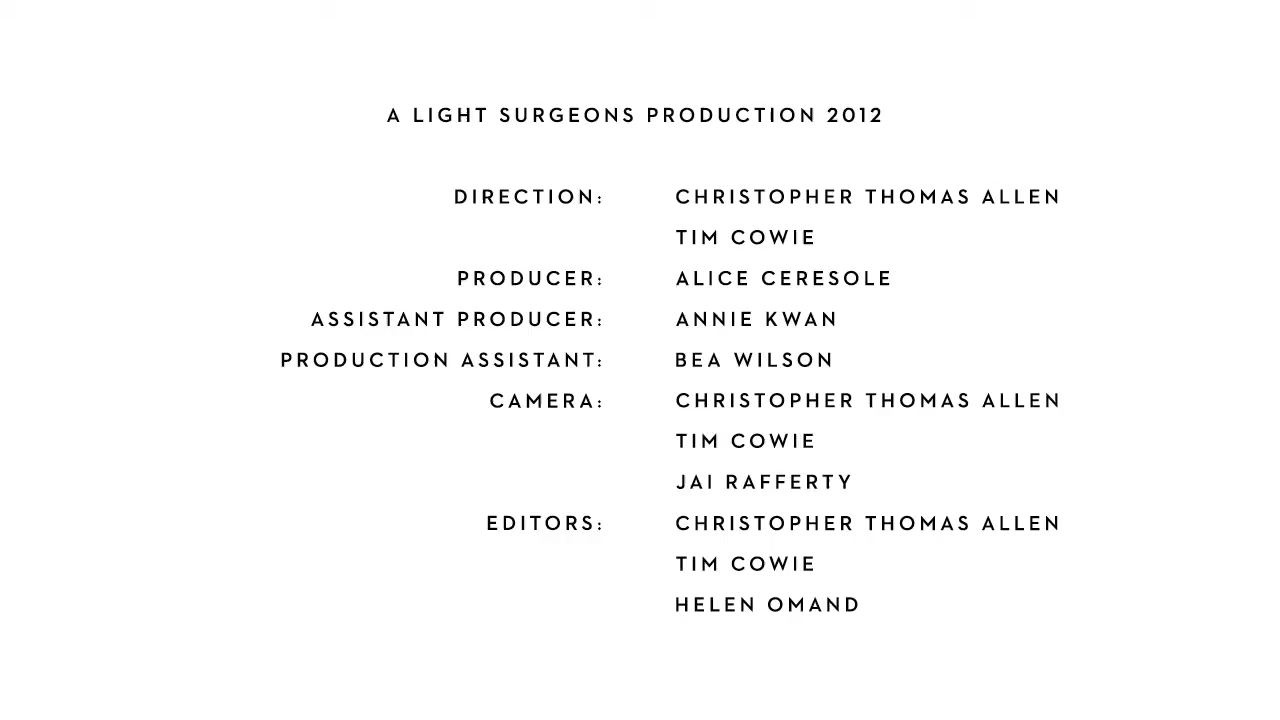 A LIGHT SURGEONS PRODUCTION 2012
DIRECTION: CHRISTOPHER THOMAS ALLEN
TIM COWIE
PRODUCER: ALICE CERESOLE
ASSISTANT PRODUCER: ANNIE KWAN
PRODUCTION ASSISTANT: BEA WILSON
CAMERA: CHRISTOPHER THOMAS ALLEN
TIM COWIE
JAI RAFFERTY
EDITORS: CHRISTOPHER THOMAS ALLEN
TIM COWIE
HELEN OMAND